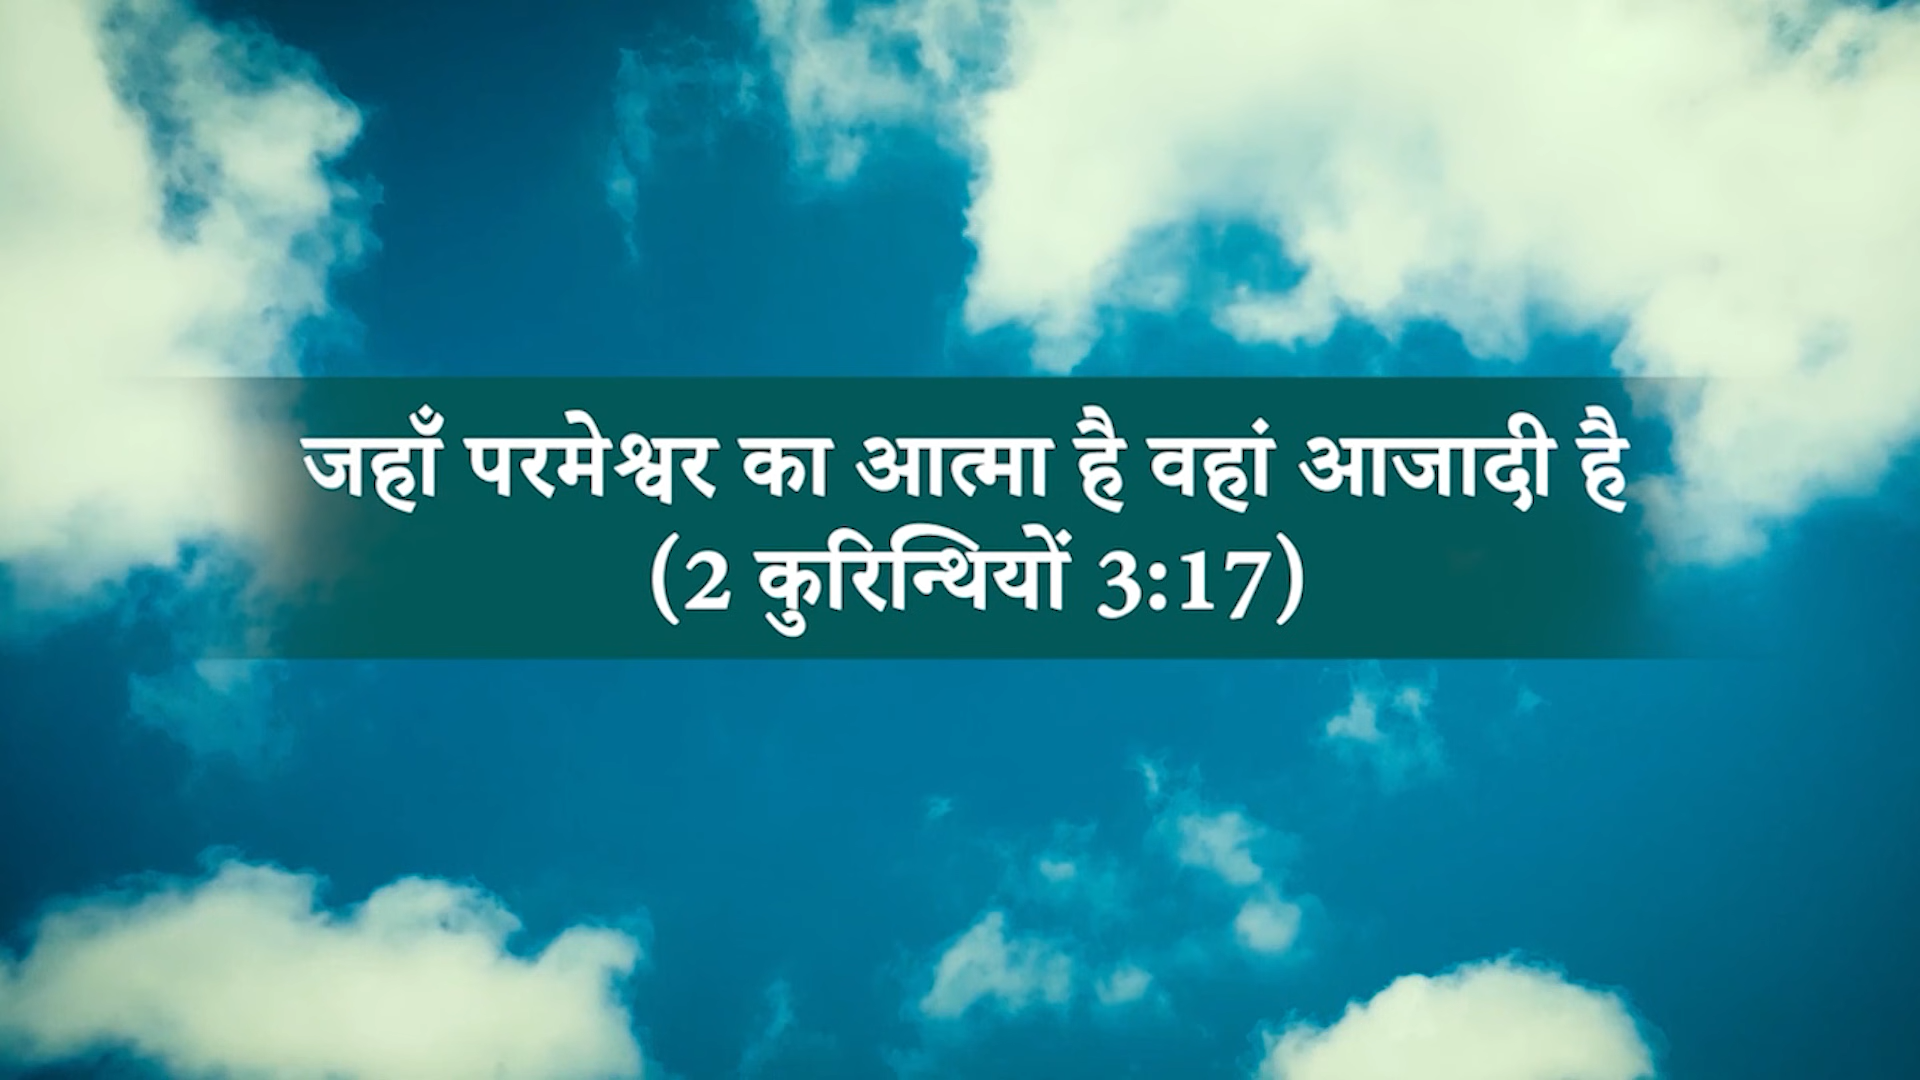 जहाँ परमेश्वर का आत्मा है वहां आजादी है
(2 कुरिन्थियों 3:17)